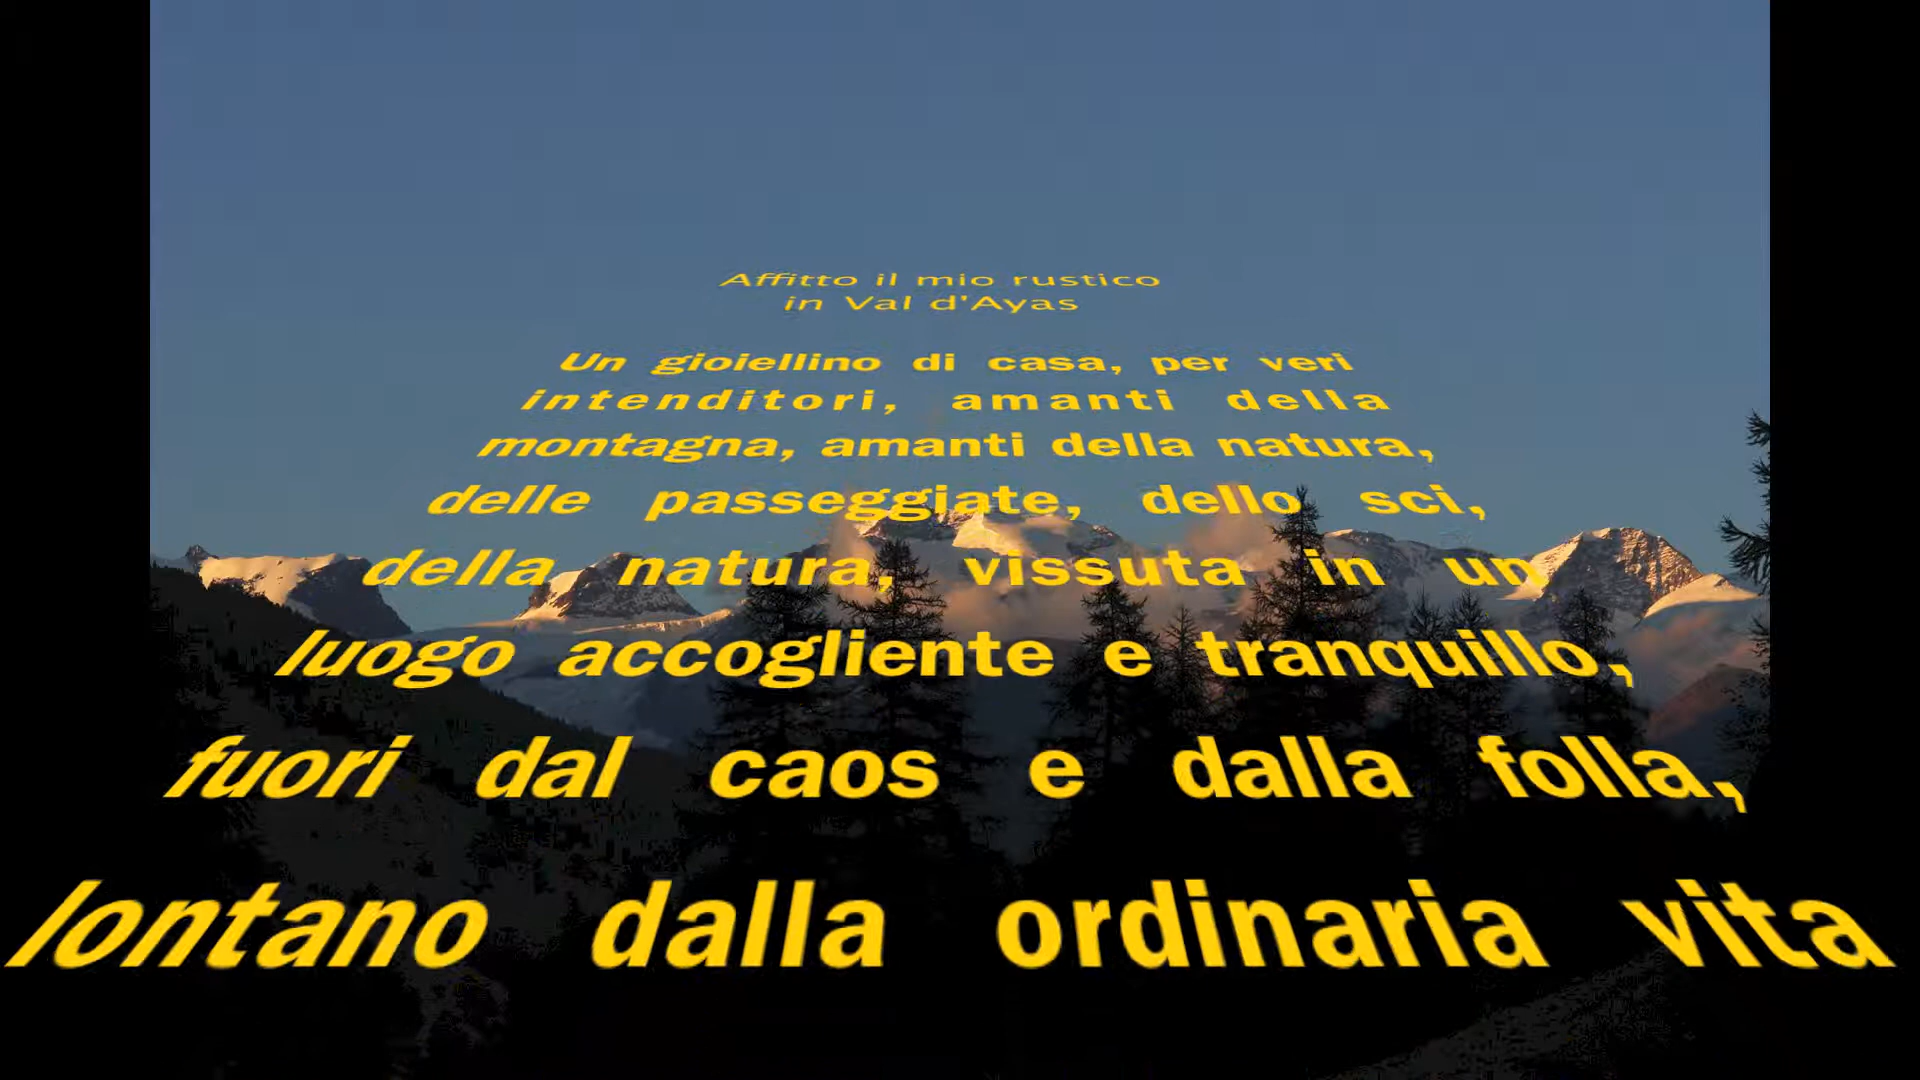 Affitto il mio rustico
in Val d'Ayas
Un gioiellino di casa, per veri
intenditori, amanti della
montagna, amanti della natura,
delle passeggiate, dello sci,
della natura, vissuta in un
luogo accogliente e tranquillo,
fuori dal caos e dalla folla,
lontano dalla ordinaria vita